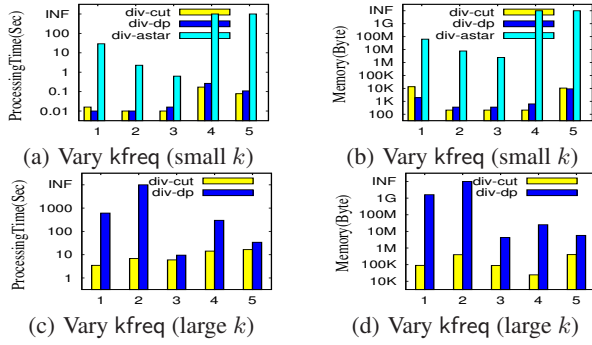 ProcessingTime(Sec)
INF
100
10
1
0.1
0.01
div-cut
div-dp
div-astar
1 2 3 4 5
(a) Vary kfreq (small k)
Memory(Byte)
INF
1G
100M
10M
1M
100K
10K
1K
100
div-cut
div-dp
div-astar
1 2 3 4 5
(b) Vary kfreq (small k)
ProcessingTime(Sec)
INF
1000
100
10
1
div-cut
div-dp
1 2 3 4 5
(c) Vary kfreq (large k)
Memory(Byte)
INF
1G
100M
10M
1M
100K
10K
div-cut
div-dp
1 2 3 4 5
(d) Vary kfreq (large k)